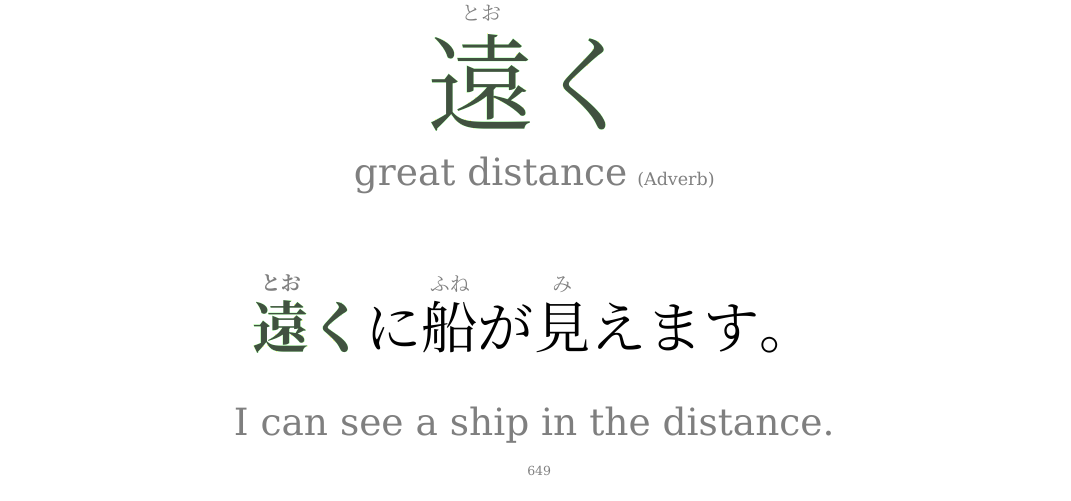 とお
遠く
great distance (Adverb)
とお ふね み
遠くに船が見えます。
I can see a ship in the distance.
649